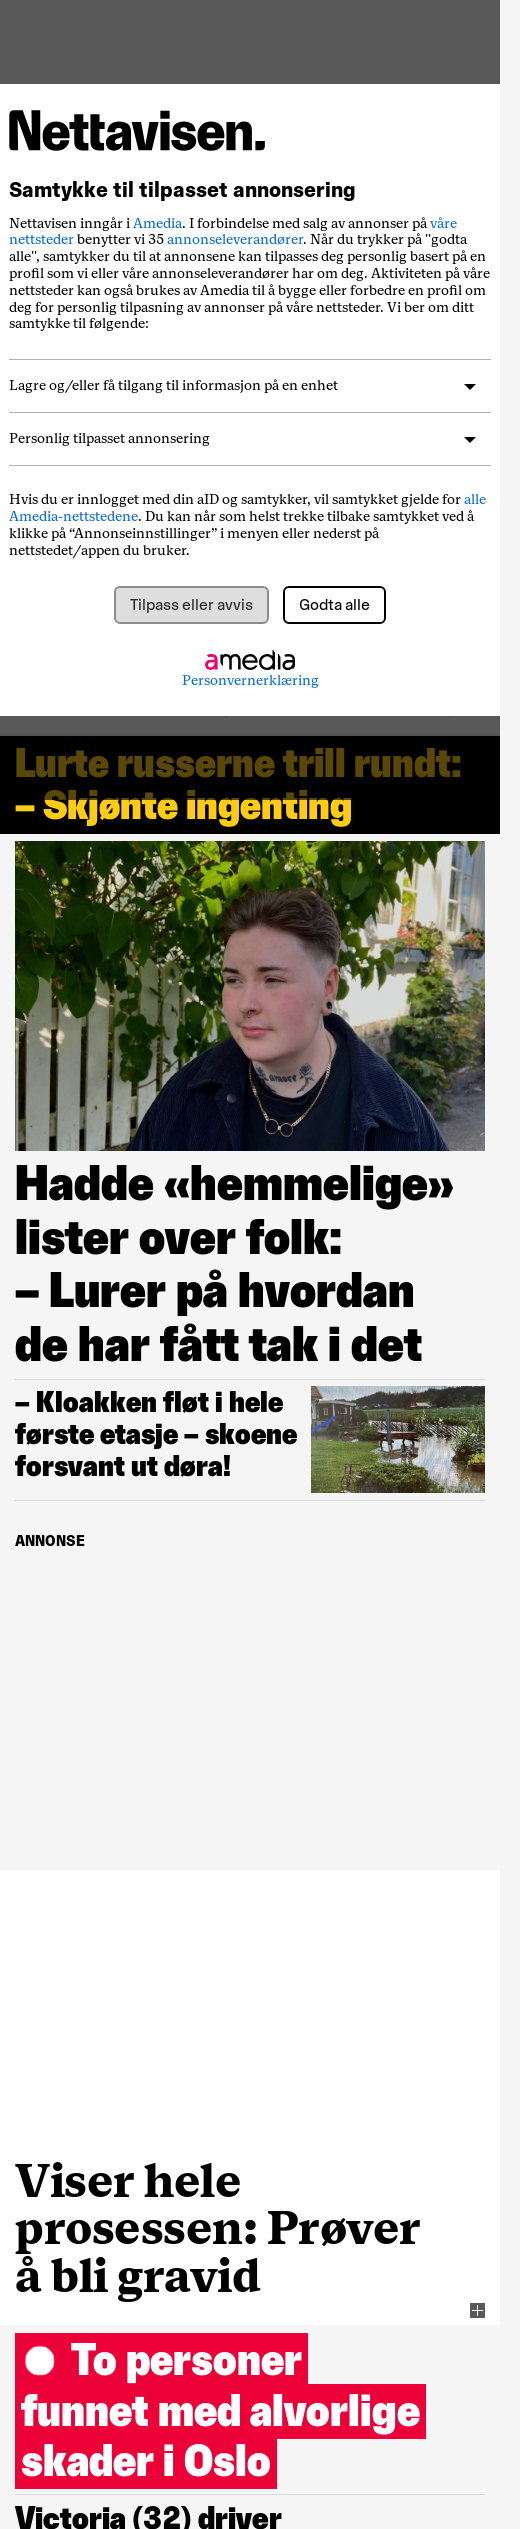 Nettavisen.
Samtykke til tilpasset annonsering
Nettavisen inngår i Amedia. I forbindelse med salg av annonser på våre
nettsteder benytter vi 35 annonseleverandører. Når du trykker på "godta
alle", samtykker du til at annonsene kan tilpasses deg personlig basert på en
profil som vi eller våre annonseleverandører har om deg. Aktiviteten på våre
nettsteder kan også brukes av Amedia til å bygge eller forbedre en profil om
deg for personlig tilpasning av annonser på våre nettsteder. Vi ber om ditt
samtykke til følgende:
Lagre og/eller få tilgang til informasjon på en enhet
Personlig tilpasset annonsering
Hvis du er innlogget med din aID og samtykker, vil samtykket gjelde for alle
Amedia-nettstedene. Du kan når som helst trekke tilbake samtykket ved å
klikke på “Annonseinnstillinger” i menyen eller nederst på
nettstedet/appen du bruker.
Tilpass eller avvis
Godta alle
amedia
Personvernerklæring
Lurte russerne trill rundt:
– Skjønte ingenting
amore
Hadde «hemmelige»
lister over folk:
– Lurer på hvordan
de har fått tak i det
– Kloakken fløt i hele
første etasje – skoene
forsvant ut døra!
ANNONSE
Viser hele
prosessen: Prøver
å bli gravid
To personer
funnet med alvorlige
skader i Oslo
Victoria (32) driver